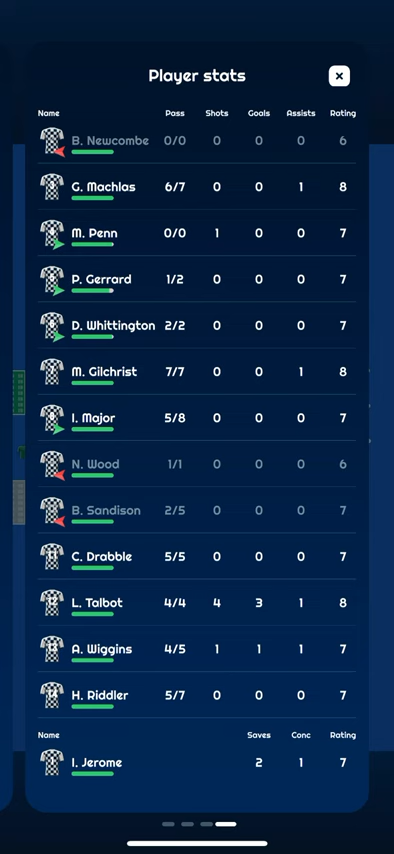 Player stats
Name Pass Shots Goals Assists Rating
B. Newcombe 0/0 0 0 0 6
G. Machlas 6/7 0 0 1 8
M. Penn 0/0 1 0 0 7
P. Gerrard 1/2 0 0 0 7
D. Whittington 2/2 0 0 0 7
M. Gilchrist 7/7 0 0 1 8
I. Major 5/8 0 0 0 7
N. Wood 1/1 0 0 0 6
B. Sandison 2/5 0 0 0 7
C. Drabble 5/5 0 0 0 7
L. Talbot 4/4 4 3 1 8
A. Wiggins 4/5 1 1 1 7
H. Riddler 5/7 0 0 0 7
Name Saves Conc Rating
I. Jerome 2 1 7